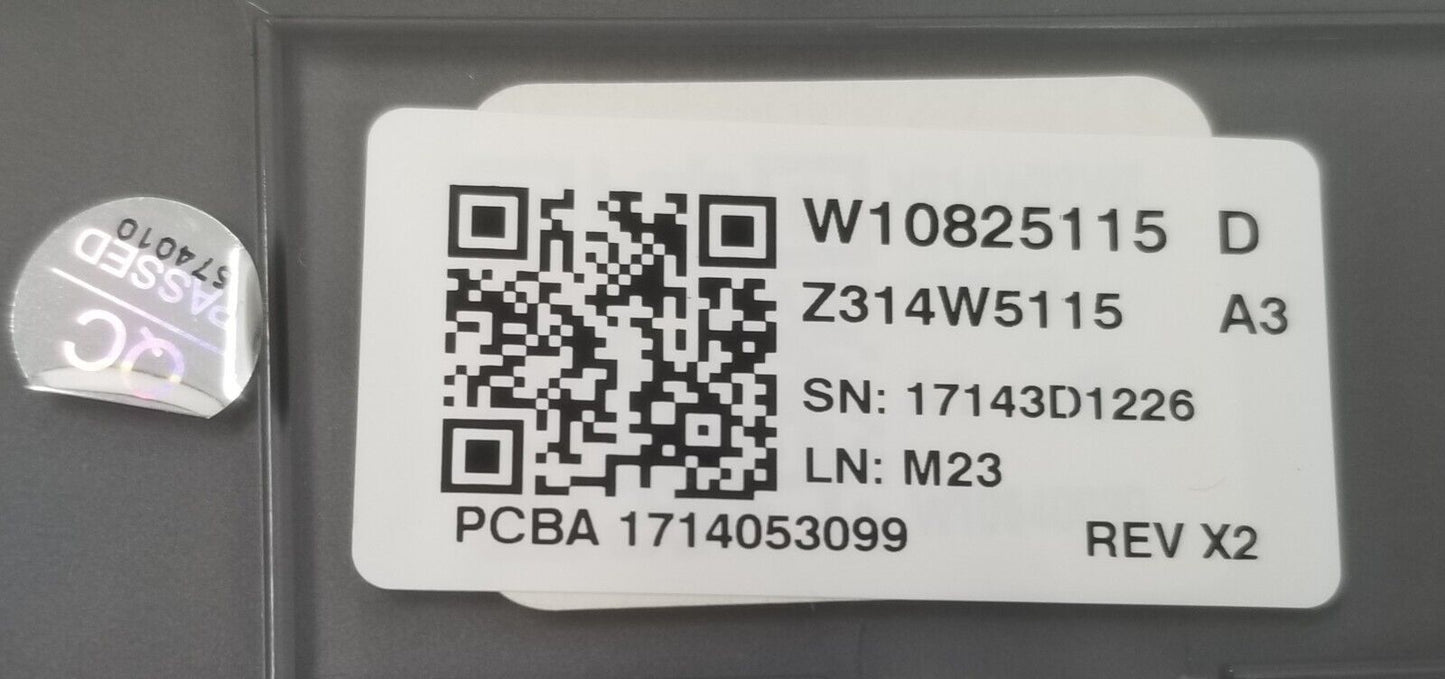 W10825115 D
Z314W5115 A3
SN: 17143D1226
LN: M23
PCBA 1714053099 REV X2
QC
PASSED
574010